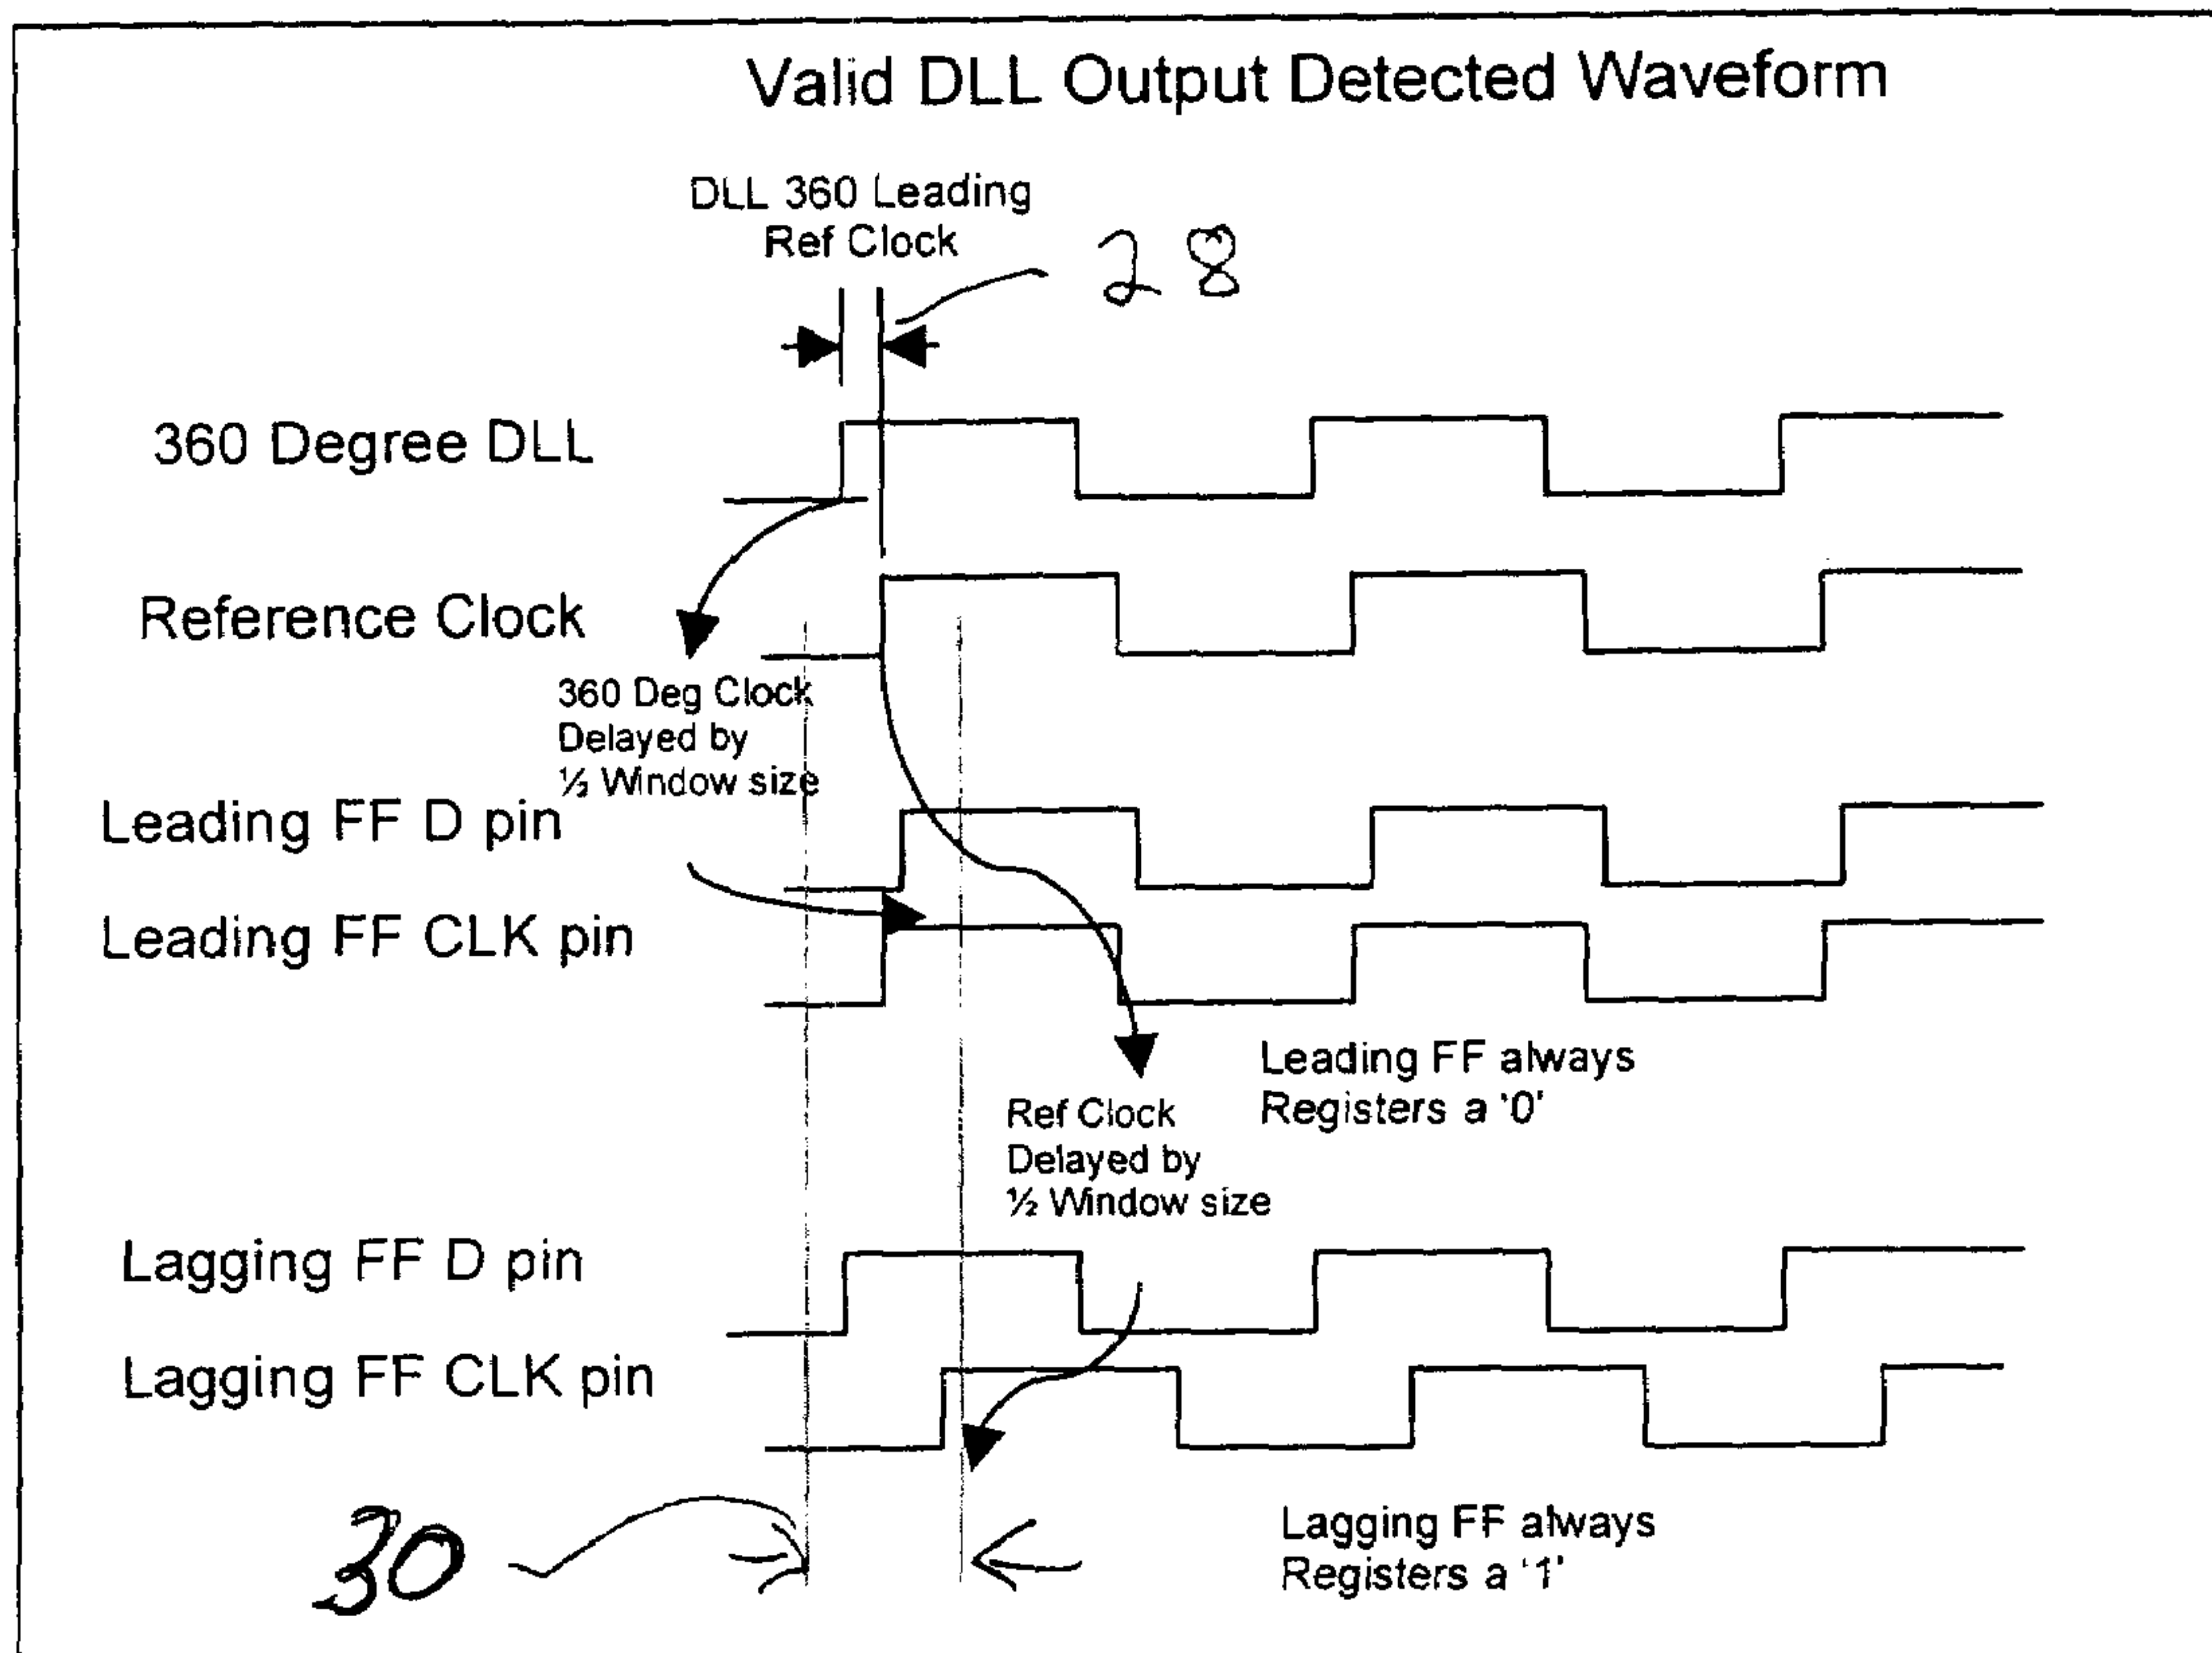 Valid DLL Output Detected Waveform
DLL 360 Leading
Ref Clock
28
360 Degree DLL
Reference Clock
360 Deg Clock
Delayed by
½ Window size
Leading FF D pin
Leading FF CLK pin
Leading FF always
Registers a '0'
Ref Clock
Delayed by
½ Window size
Lagging FF D pin
Lagging FF CLK pin
30
Lagging FF always
Registers a '1'